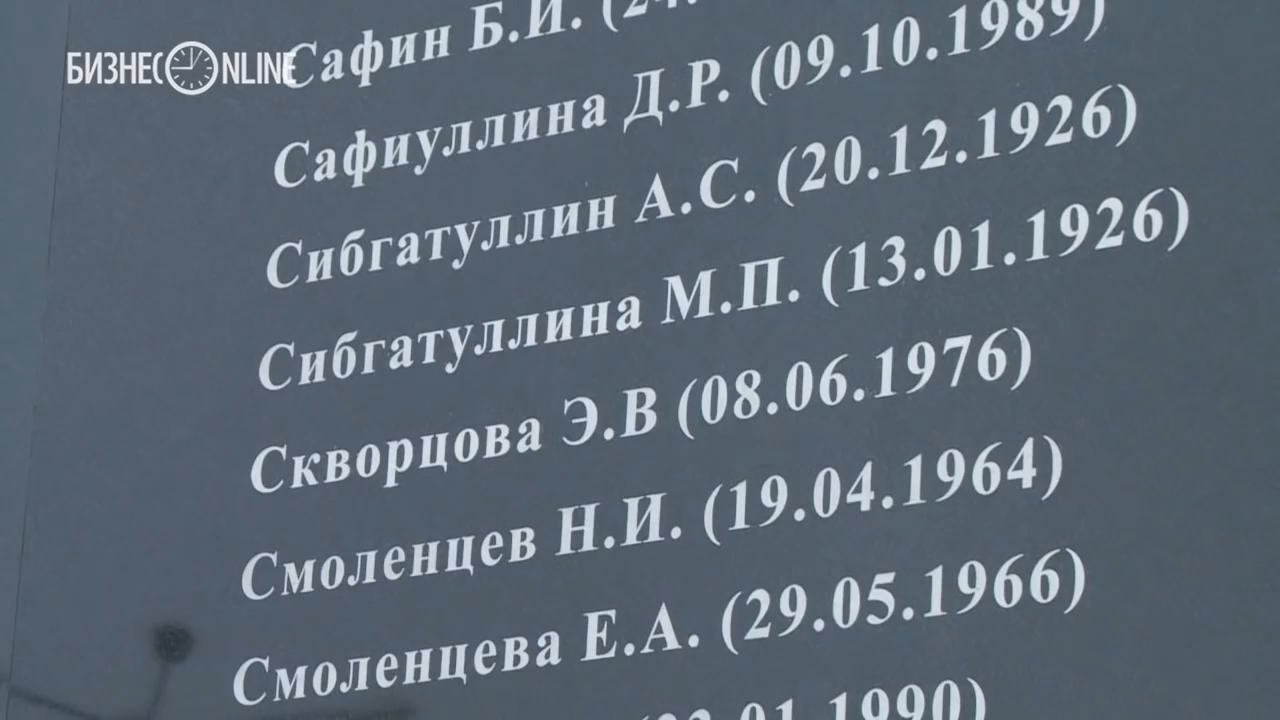 БИЗНЕС ONLINE
Сафин Б.И.
Сафиуллина Д.Р. (09.10.1989)
Сибгатуллин А.С. (20.12.1926)
Сибгатуллина М.П. (13.01.1926)
Скворцова Э.В (08.06.1976)
Смоленцев Н.И. (19.04.1964)
Смоленцева Е.А. (29.05.1966)